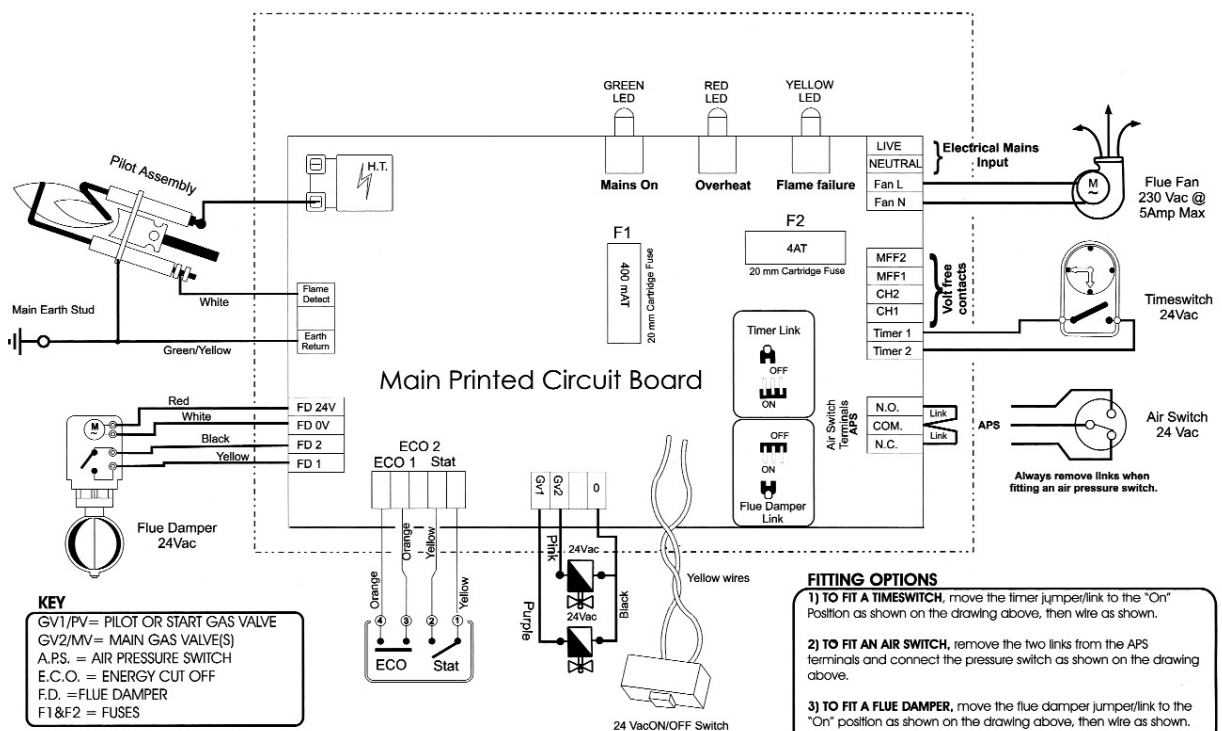 GREEN
LED
RED
LED
YELLOW
LED
Mains On
Overheat
Flame failure
H.T.
Pilot Assembly
LIVE
NEUTRAL
Fan L
Fan N
Electrical Mains
Input
M
~
Flue Fan
230 Vac @
5Amp Max
F1
400 mAT
20 mm Cartridge Fuse
F2
4AT
20 mm Cartridge Fuse
MFF2
MFF1
CH2
CH1
Timer 1
Timer 2
Volt free
contacts
Timeswitch
24Vac
Flame
Detect
Earth
Return
White
Main Earth Stud
Green/Yellow
Timer Link
OFF
ON
Main Printed Circuit Board
Red
White
Black
Yellow
FD 24V
FD 0V
FD 2
FD 1
M
~
Flue Damper
24Vac
OFF
ON
Flue Damper
Link
Air Switch
Terminals
APS
N.O.
COM.
N.C.
Link
Link
APS
Air Switch
24 Vac
Always remove links when
fitting an air pressure switch.
ECO 2
ECO 1 Stat
Orange
Orange
Yellow
Yellow
4
3
2
1
ECO
Stat
Gv1
Gv2
0
Pink
Purple
Black
24Vac
24Vac
Yellow wires
24 VacON/OFF Switch
KEY
GV1/PV= PILOT OR START GAS VALVE
GV2/MV= MAIN GAS VALVE(S)
A.P.S. = AIR PRESSURE SWITCH
E.C.O. = ENERGY CUT OFF
F.D. =FLUE DAMPER
F1&F2 = FUSES
FITTING OPTIONS
1) TO FIT A TIMESWITCH, move the timer jumper/link to the "On"
Position as shown on the drawing above, then wire as shown.
2) TO FIT AN AIR SWITCH, remove the two links from the APS
terminals and connect the pressure switch as shown on the drawing
above.
3) TO FIT A FLUE DAMPER, move the flue damper jumper/link to the
"On" position as shown on the drawing above, then wire as shown.